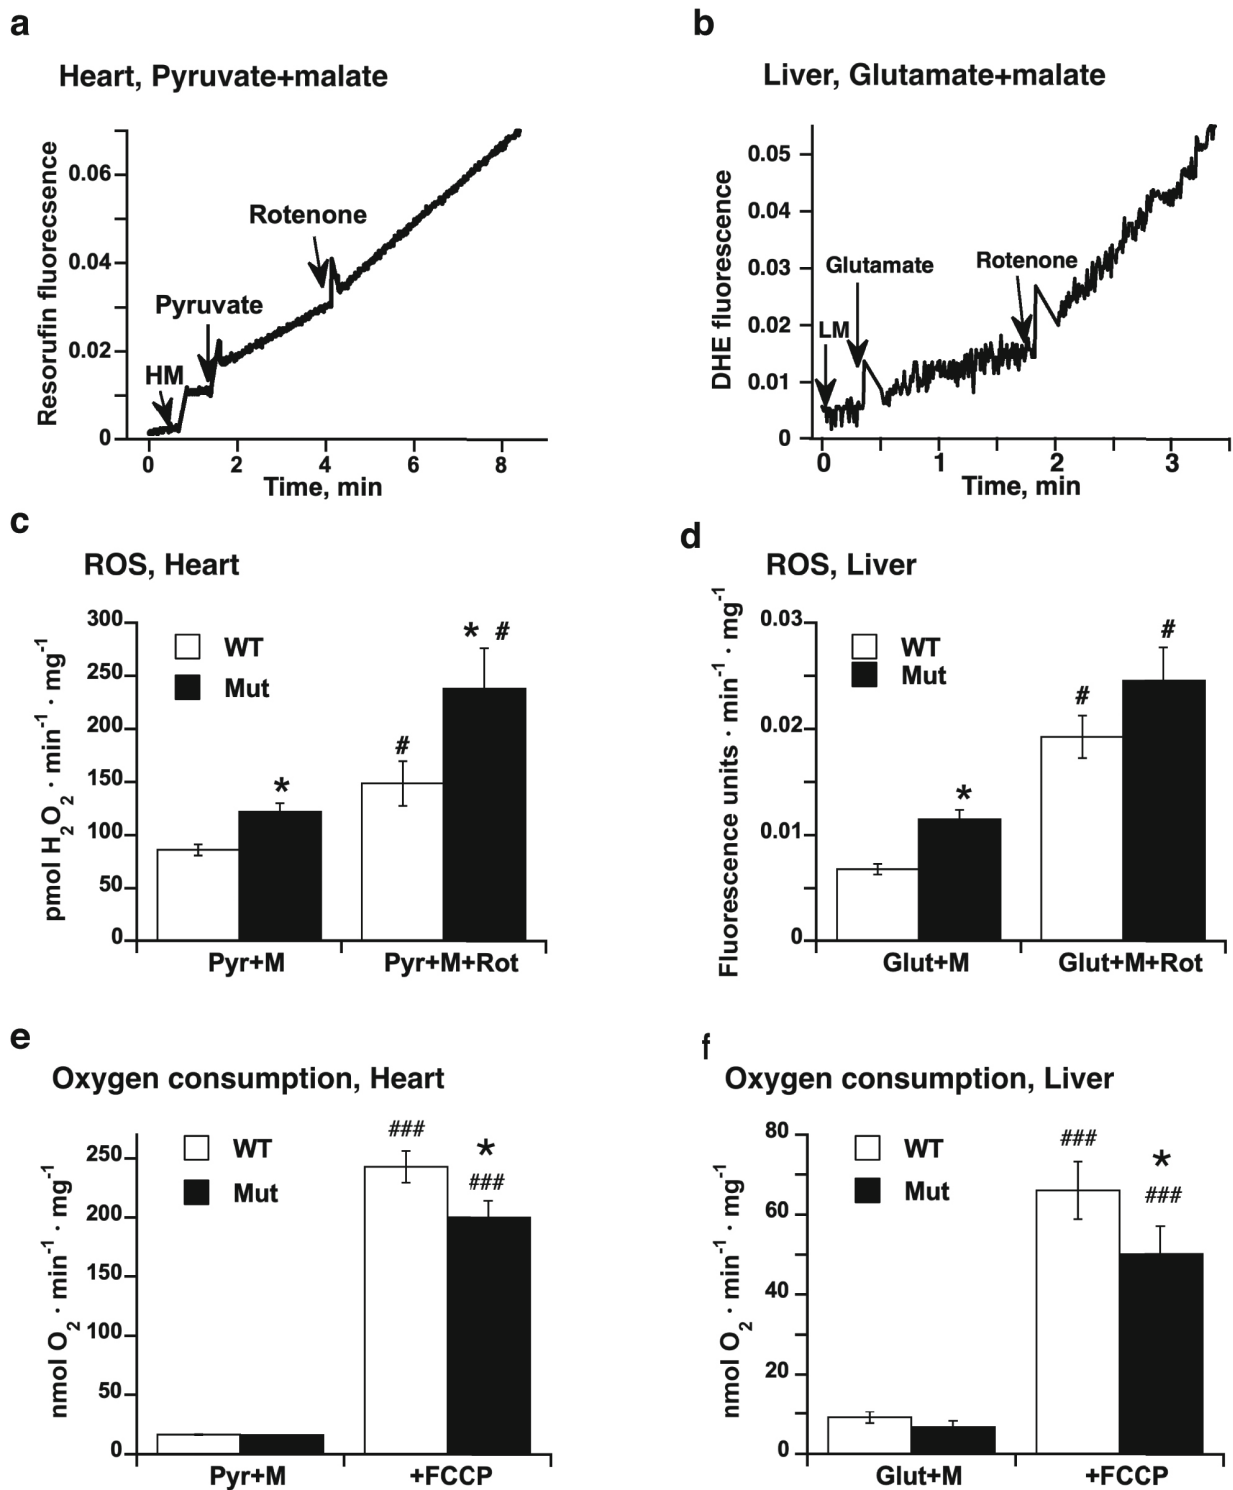 a
Heart, Pyruvate+malate
Resorufin fluorecsence
0.06
0.04
0.02
0
HM
Pyruvate
Rotenone
0 2 4 6 8
Time, min
b
Liver, Glutamate+malate
DHE fluorescence
0.05
0.04
0.03
0.02
0.01
0
LM
Glutamate
Rotenone
0 1 2 3
Time, min
c
ROS, Heart
pmol H2O2 · min-1 · mg-1
300
250
200
150
100
50
0
WT
Mut
*
#
* #
Pyr+M Pyr+M+Rot
d
ROS, Liver
Fluorescence units · min-1 · mg-1
0.03
0.02
0.01
0
WT
Mut
*
#
#
Glut+M Glut+M+Rot
e
Oxygen consumption, Heart
nmol O2 · min-1 · mg-1
250
200
150
100
50
0
WT
Mut
###
*
###
Pyr+M +FCCP
f
Oxygen consumption, Liver
nmol O2 · min-1 · mg-1
80
60
40
20
0
WT
Mut
###
*
###
Glut+M +FCCP